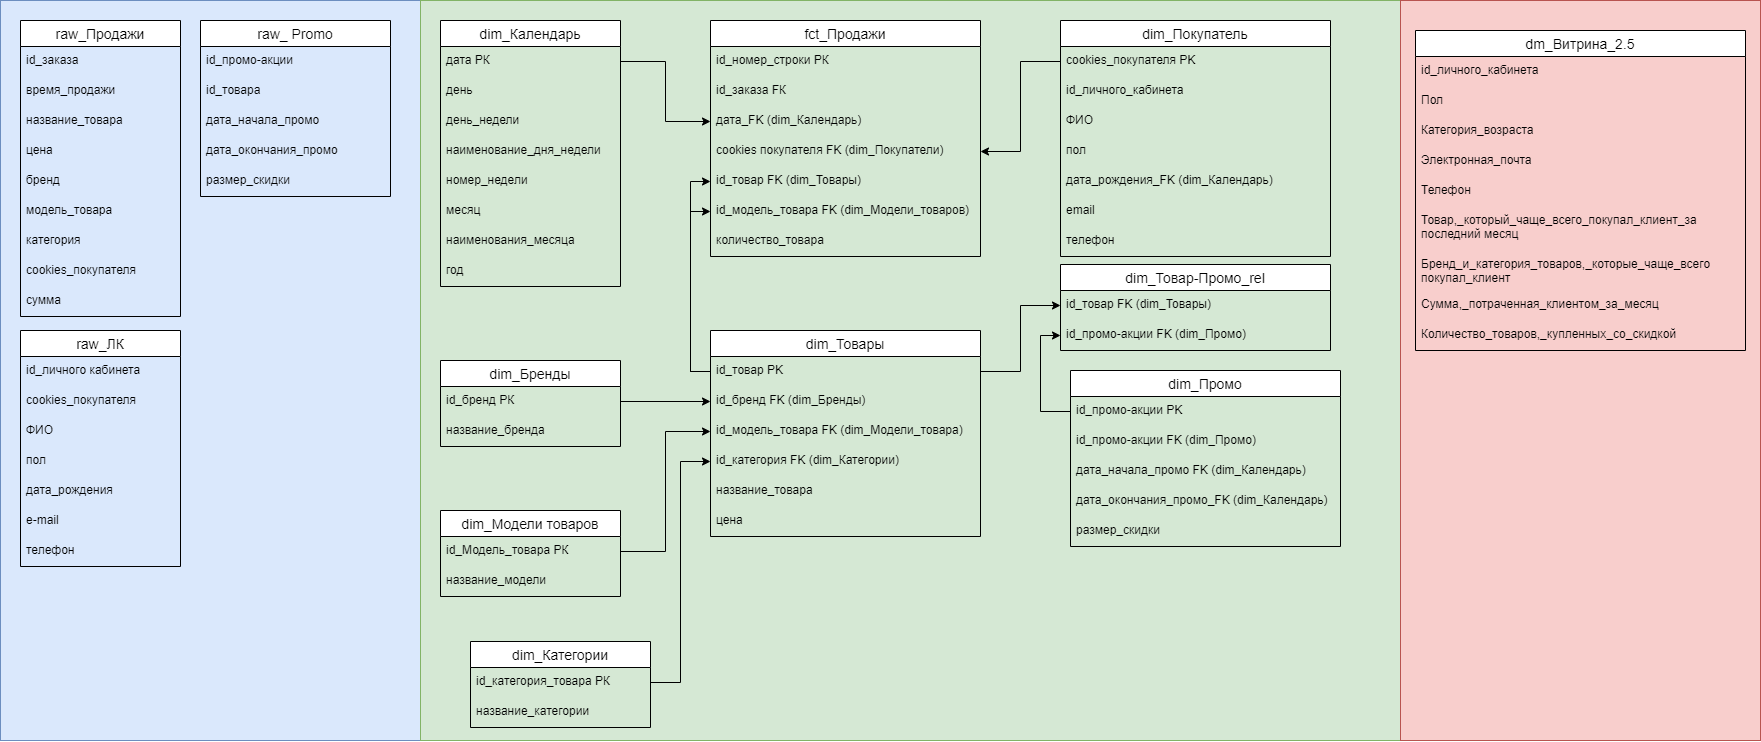 raw_Продажи
id_заказа
время_продажи
название_товара
цена
бренд
модель_товара
категория
cookies_покупателя
сумма
raw_ Promo
id_промо-акции
id_товара
дата_начала_промо
дата_окончания_промо
размер_скидки
raw_ЛК
id_личного кабинета
cookies_покупателя
ФИО
пол
дата_рождения
e-mail
телефон
dim_Календарь
дата PK
день
день_недели
наименование_дня_недели
номер_недели
месяц
наименования_месяца
год
fct_Продажи
id_номер_строки PK
id_заказа FK
дата_FK (dim_Календарь)
cookies покупателя FK (dim_Покупатели)
id_товар FK (dim_Товары)
id_модель_товара FK (dim_Модели_товаров)
количество_товара
dim_Покупатель
cookies_покупателя PK
id_личного_кабинета
ФИО
пол
дата_рождения_FK (dim_Календарь)
email
телефон
dim_Товар-Промо_rel
id_товар FK (dim_Товары)
id_промо-акции FK (dim_Промо)
dim_Бренды
id_бренд PK
название_бренда
dim_Товары
id_товар PK
id_бренд FK (dim_Бренды)
id_модель_товара FK (dim_Модели_товара)
id_категория FK (dim_Категории)
название_товара
цена
dim_Промо
id_промо-акции PK
id_промо-акции FK (dim_Промо)
дата_начала_промо FK (dim_Календарь)
дата_окончания_промо_FK (dim_Календарь)
размер_скидки
dim_Модели товаров
id_Модель_товара PK
название_модели
dim_Категории
id_категория_товара PK
название_категории
dm_Витрина_2.5
id_личного_кабинета
Пол
Категория_возраста
Электронная_почта
Телефон
Товар,_который_чаще_всего_покупал_клиент_за
последний месяц
Бренд_и_категория_товаров,_которые_чаще_всего
покупал_клиент
Сумма,_потраченная_клиентом_за_месяц
Количество_товаров,_купленных_со_скидкой